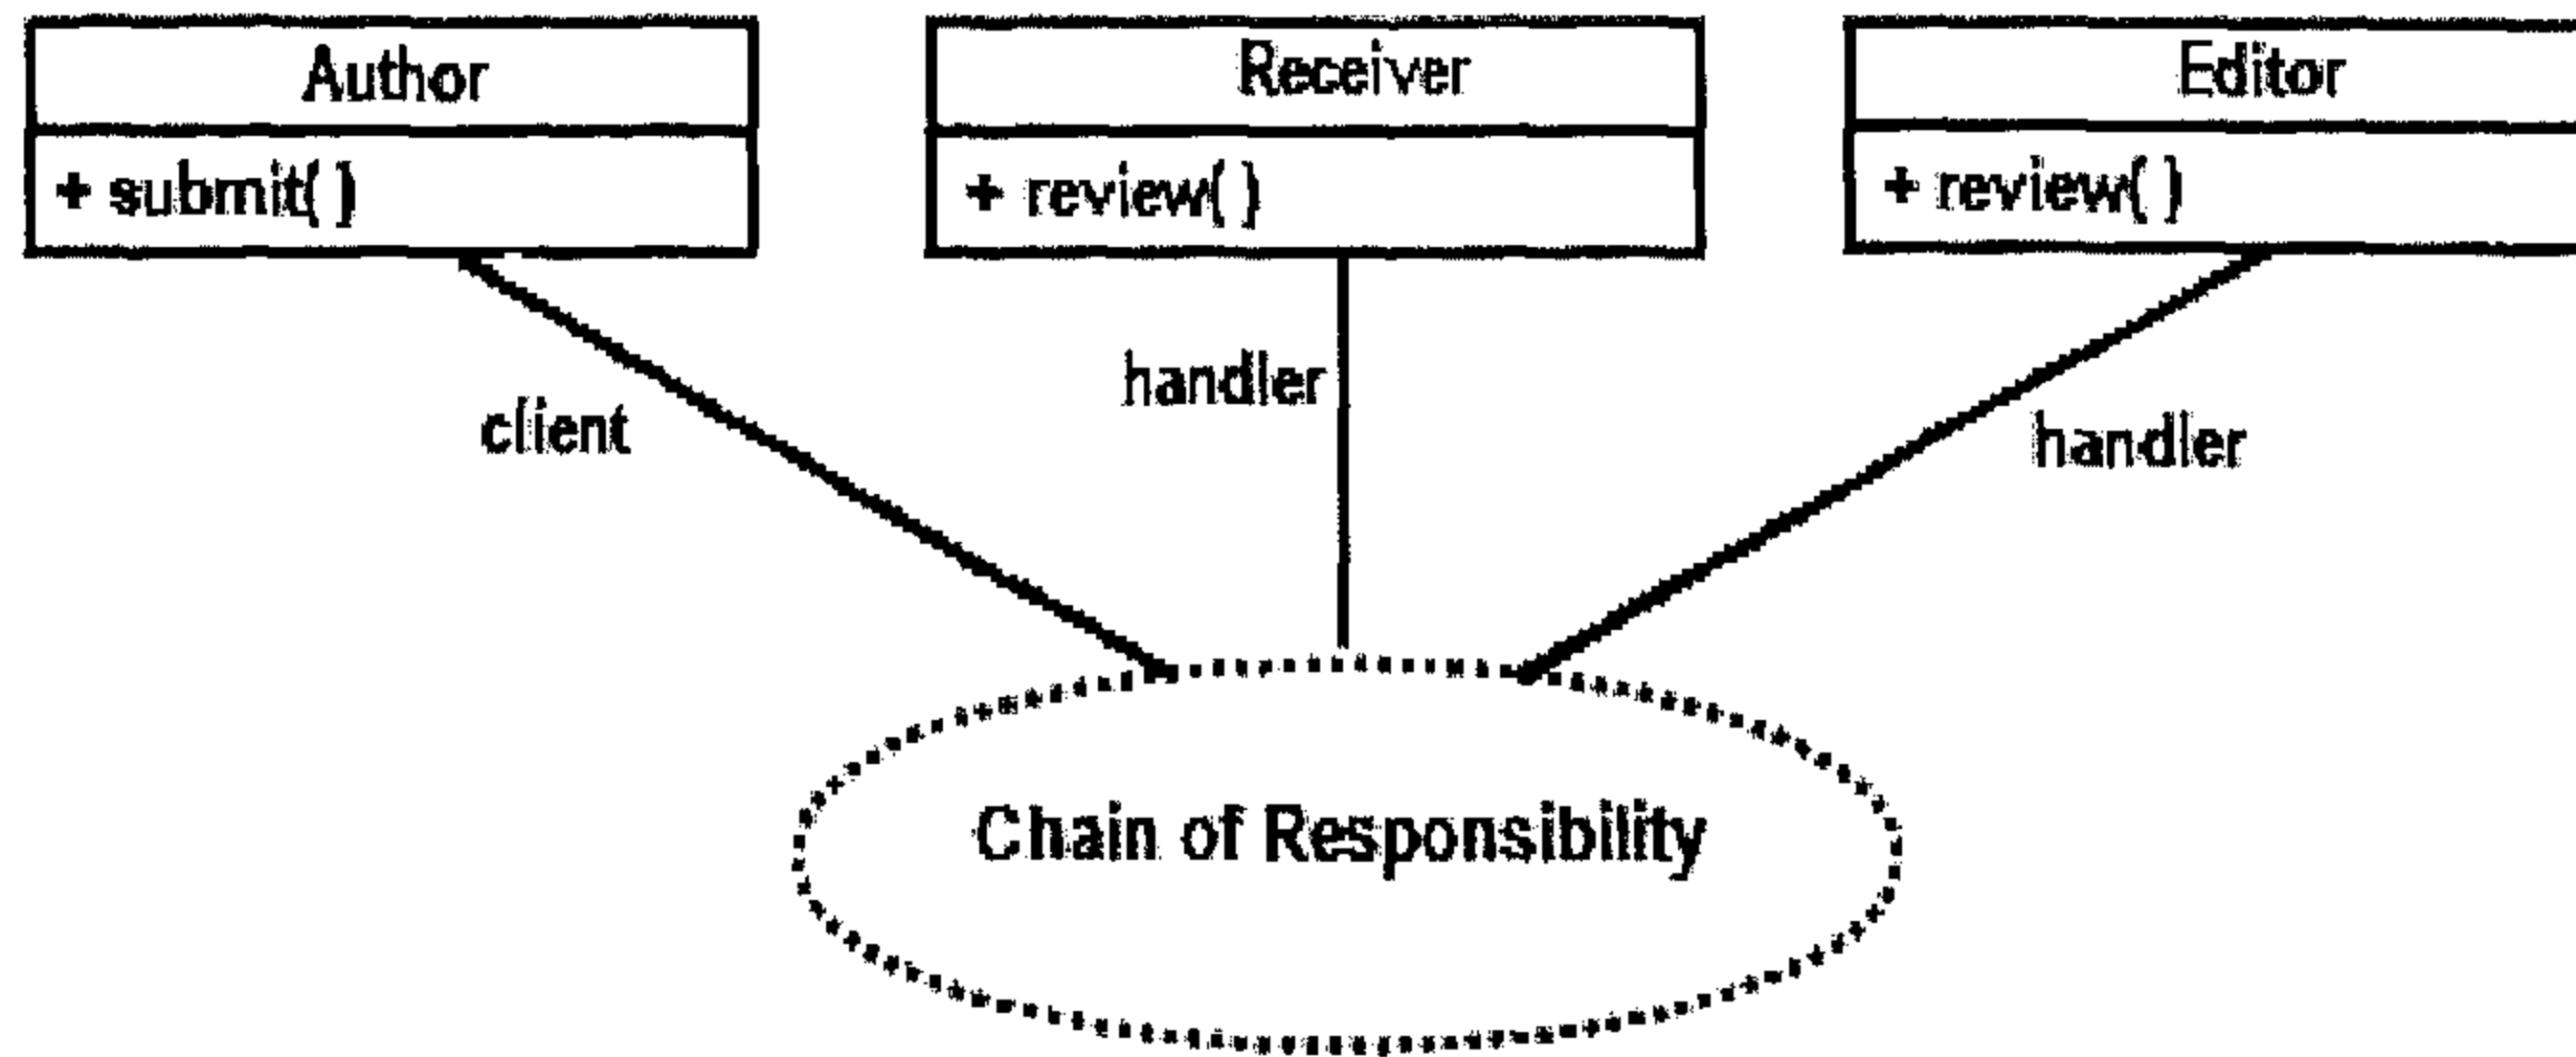 Author
+ submit( )
Receiver
+ review( )
Editor
+ review( )
client
handler
handler
Chain of Responsibility